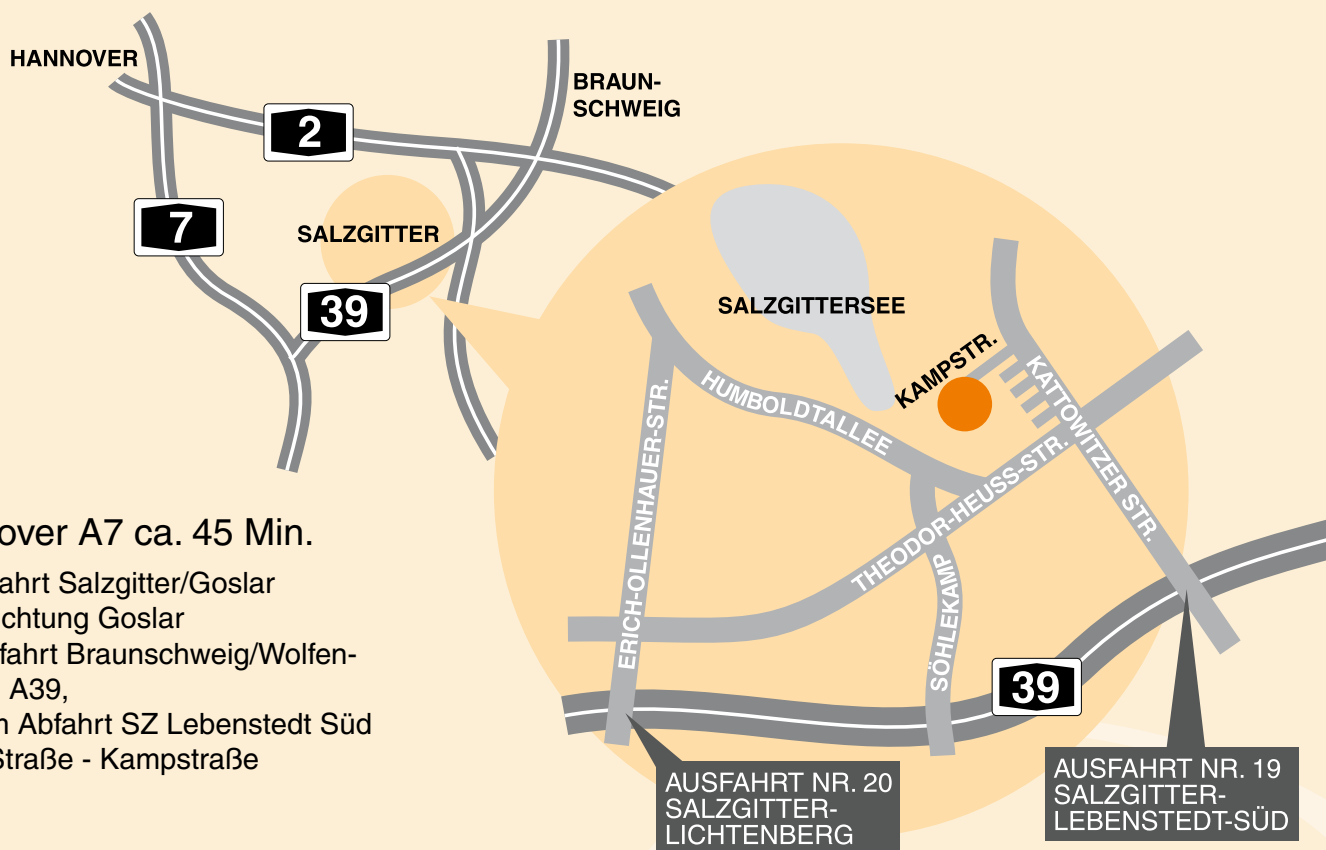 HANNOVER
BRAUN-
SCHWEIG
2
7
SALZGITTER
39
SALZGITTERSEE
KAMPSTR.
KATTOWITZER STR.
HUMBOLDTALLEE
ERICH-OLLENHAUER-STR.
THEODOR-HEUSS-STR.
SÖHLEKAMP
39
over A7 ca. 45 Min.
ahrt Salzgitter/Goslar
chtung Goslar
fahrt Braunschweig/Wolfen-
A39,
Abfahrt SZ Lebenstedt Süd
Straße - Kampstraße
AUSFAHRT NR. 20
SALZGITTER-
LICHTENBERG
AUSFAHRT NR. 19
SALZGITTER-
LEBENSTEDT-SÜD